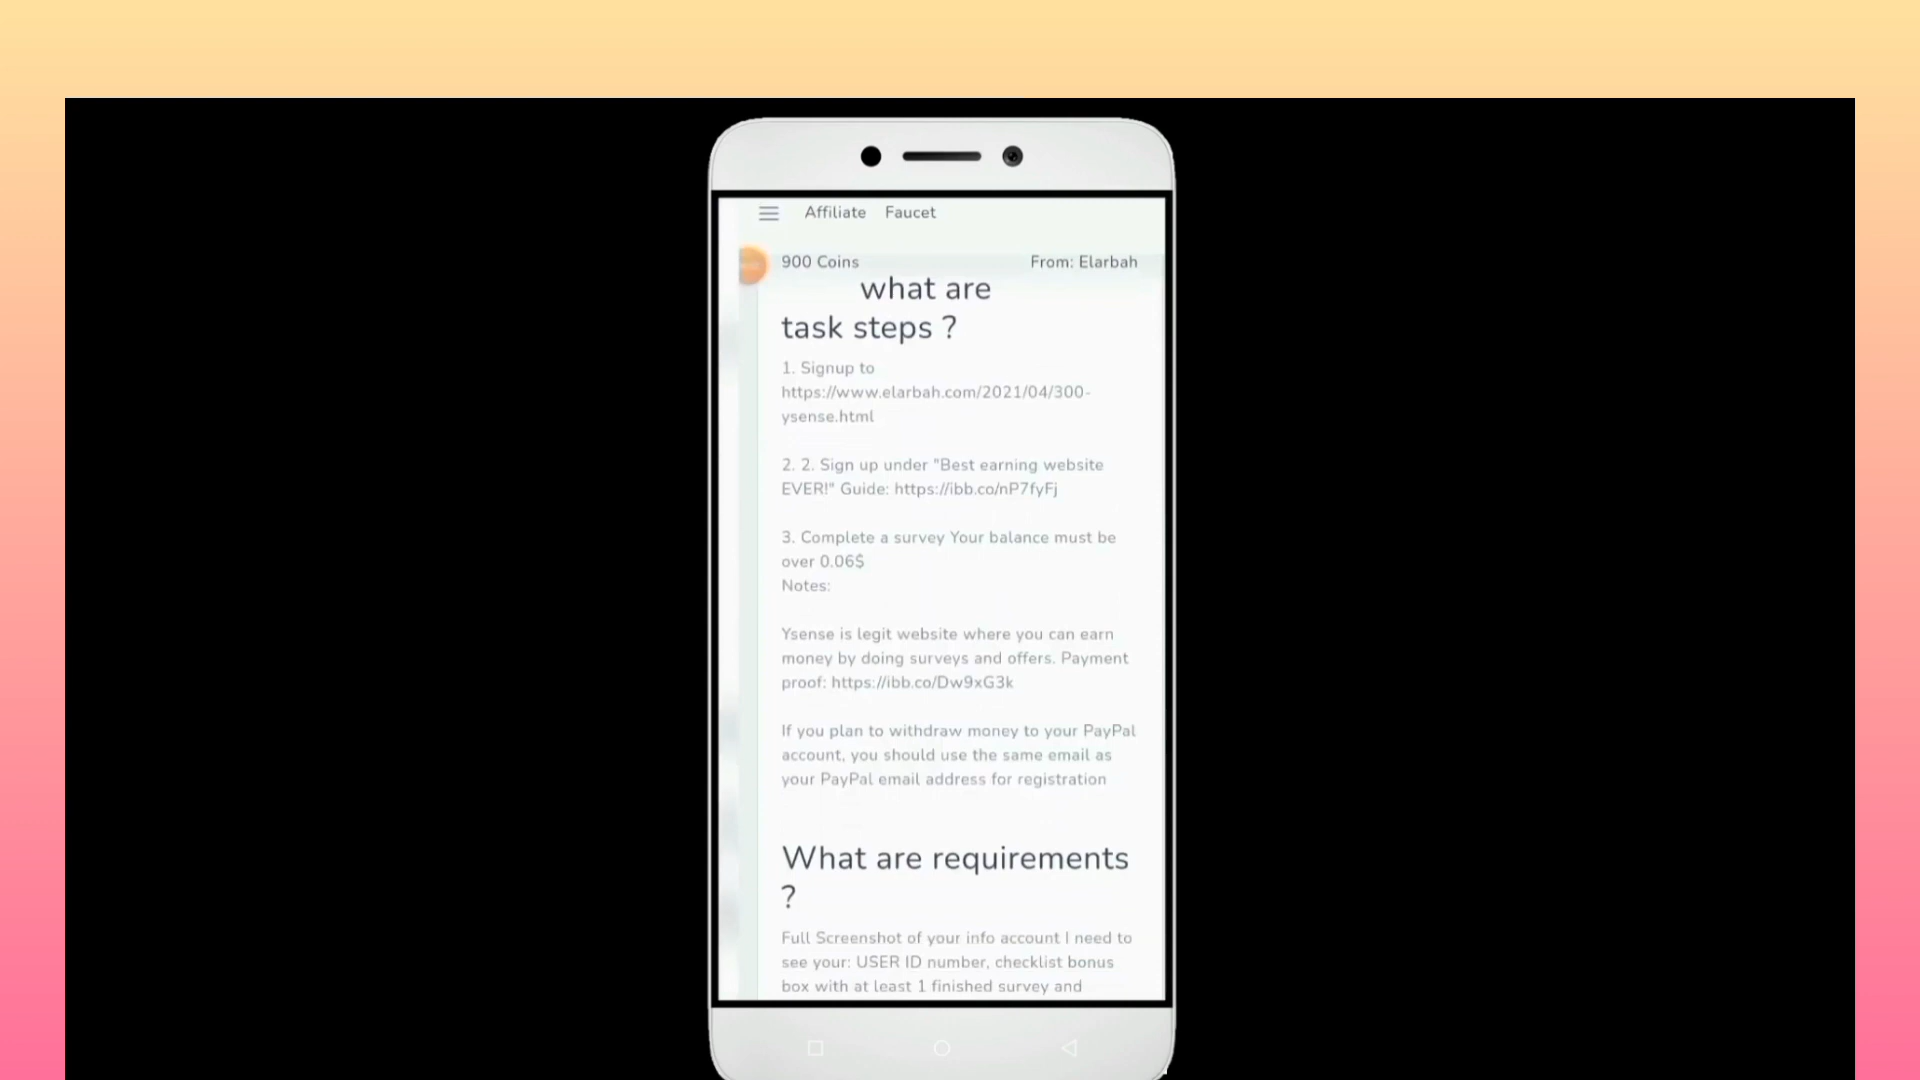 Affiliate Faucet
900 Coins From: Elarbah
what are
task steps ?
1. Signup to
https://www.elarbah.com/2021/04/300-
ysense.html
2. 2. Sign up under "Best earning website
EVER!" Guide: https://ibb.co/nP7fyFj
3. Complete a survey Your balance must be
over 0.06$
Notes:
Ysense is legit website where you can earn
money by doing surveys and offers. Payment
proof: https://ibb.co/Dw9xG3k
If you plan to withdraw money to your PayPal
account, you should use the same email as
your PayPal email address for registration
What are requirements
?
Full Screenshot of your info account I need to
see your: USER ID number, checklist bonus
box with at least 1 finished survey and